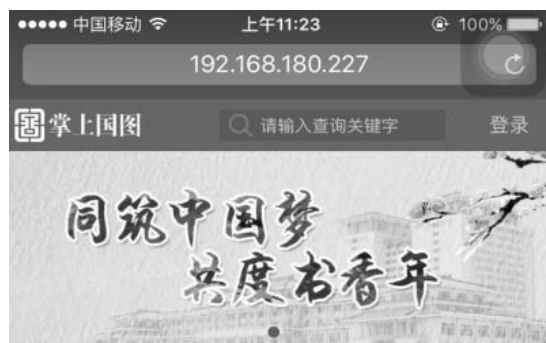 中国移动 上午11:23 100%
192.168.180.227
掌上国图 请输入查询关键字 登录
同筑中国梦
共度书香年